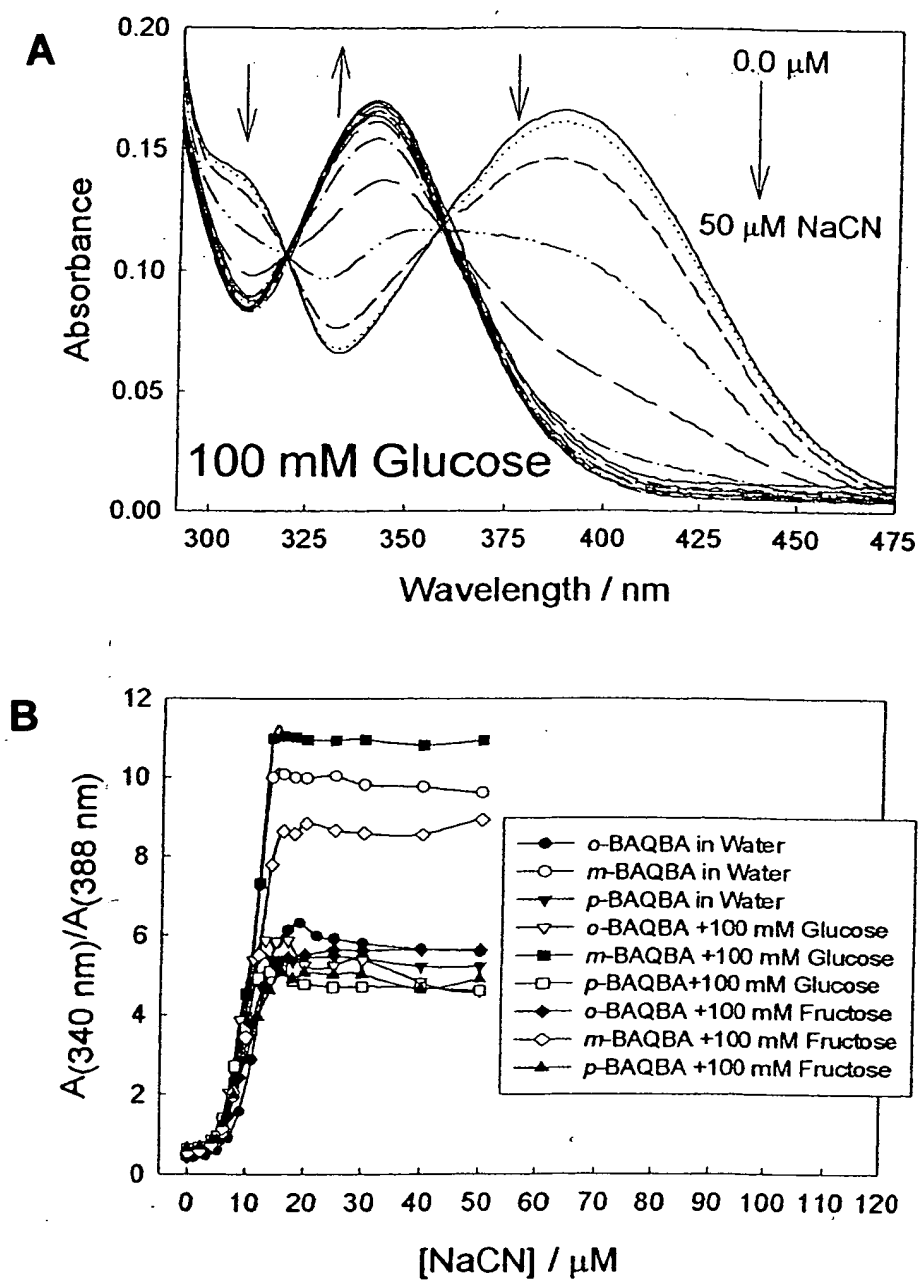 A
0.20
0.15
0.10
0.05
0.00
Absorbance
0.0 μM
50 μM NaCN
100 mM Glucose
300 325 350 375 400 425 450 475
Wavelength / nm
B
12
10
8
6
4
2
0
A(340 nm)/A(388 nm)
o-BAQBA in Water
m-BAQBA in Water
p-BAQBA in Water
o-BAQBA +100 mM Glucose
m-BAQBA +100 mM Glucose
p-BAQBA+100 mM Glucose
o-BAQBA +100 mM Fructose
m-BAQBA +100 mM Fructose
p-BAQBA +100 mM Fructose
0 10 20 30 40 50 60 70 80 90 100 110 120
[NaCN] / μM